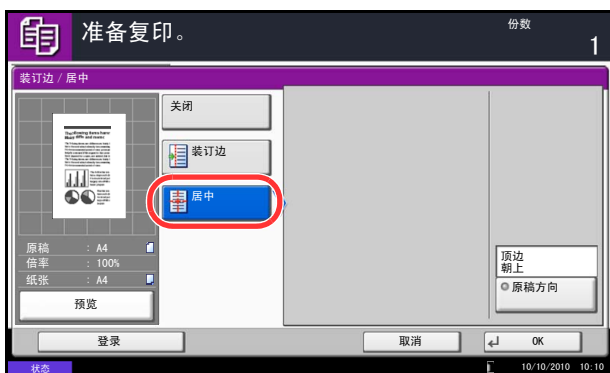 准备复印。
份数
1
装订边 / 居中
关闭
装订边
居中
原稿 : A4
倍率 : 100%
纸张 : A4
预览
顶边
朝上
原稿方向
登录
取消
OK
状态
10/10/2010 10:10